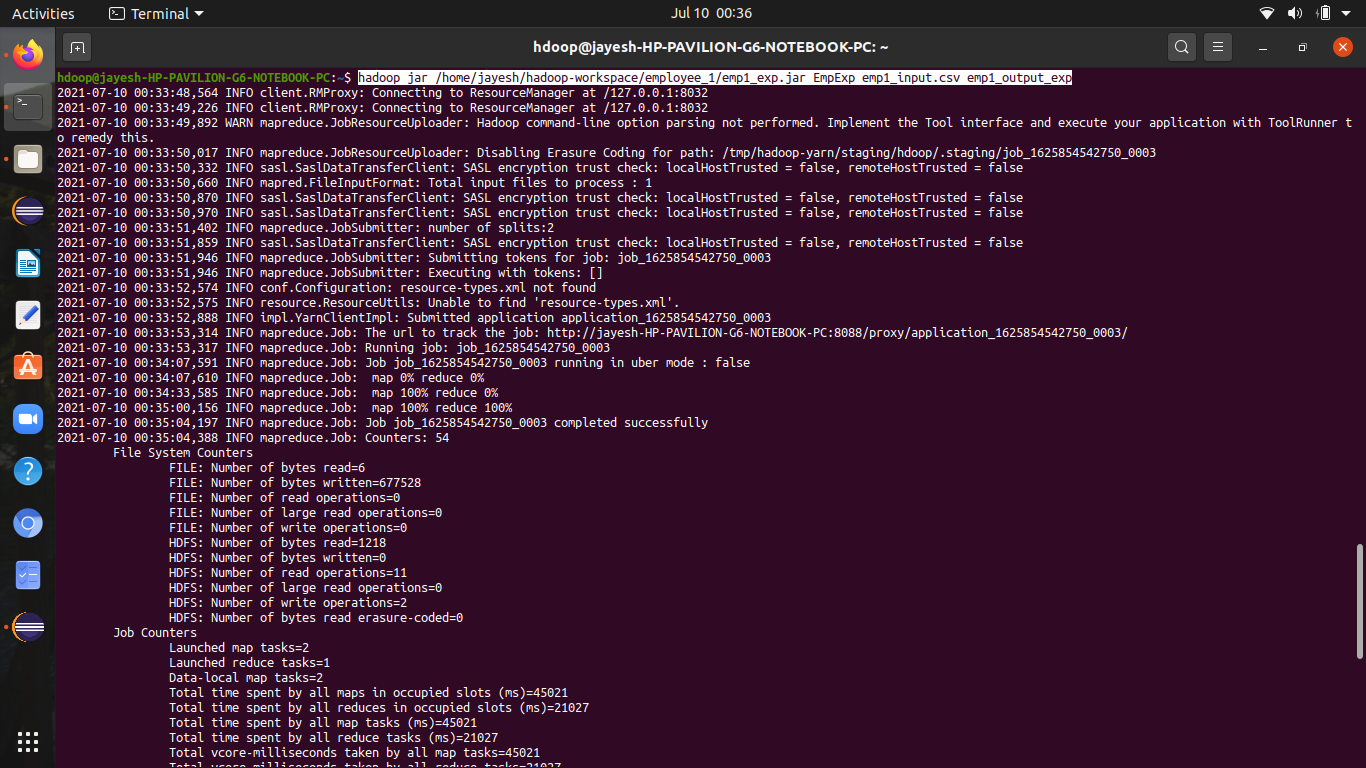 Activities Terminal Jul 10 00:36
hdoop@jayesh-HP-PAVILION-G6-NOTEBOOK-PC: ~
hdoop@jayesh-HP-PAVILION-G6-NOTEBOOK-PC:~$ hadoop jar /home/jayesh/hadoop-workspace/employee_1/emp1_exp.jar EmpExp emp1_input.csv emp1_output_exp
2021-07-10 00:33:48,564 INFO client.RMProxy: Connecting to ResourceManager at /127.0.0.1:8032
2021-07-10 00:33:49,226 INFO client.RMProxy: Connecting to ResourceManager at /127.0.0.1:8032
2021-07-10 00:33:49,892 WARN mapreduce.JobResourceUploader: Hadoop command-line option parsing not performed. Implement the Tool interface and execute your application with ToolRunner t
o remedy this.
2021-07-10 00:33:50,017 INFO mapreduce.JobResourceUploader: Disabling Erasure Coding for path: /tmp/hadoop-yarn/staging/hdoop/.staging/job_1625854542750_0003
2021-07-10 00:33:50,332 INFO sasl.SaslDataTransferClient: SASL encryption trust check: localHostTrusted = false, remoteHostTrusted = false
2021-07-10 00:33:50,660 INFO mapred.FileInputFormat: Total input files to process : 1
2021-07-10 00:33:50,870 INFO sasl.SaslDataTransferClient: SASL encryption trust check: localHostTrusted = false, remoteHostTrusted = false
2021-07-10 00:33:50,970 INFO sasl.SaslDataTransferClient: SASL encryption trust check: localHostTrusted = false, remoteHostTrusted = false
2021-07-10 00:33:51,402 INFO mapreduce.JobSubmitter: number of splits:2
2021-07-10 00:33:51,859 INFO sasl.SaslDataTransferClient: SASL encryption trust check: localHostTrusted = false, remoteHostTrusted = false
2021-07-10 00:33:51,946 INFO mapreduce.JobSubmitter: Submitting tokens for job: job_1625854542750_0003
2021-07-10 00:33:51,946 INFO mapreduce.JobSubmitter: Executing with tokens: []
2021-07-10 00:33:52,574 INFO conf.Configuration: resource-types.xml not found
2021-07-10 00:33:52,575 INFO resource.ResourceUtils: Unable to find 'resource-types.xml'.
2021-07-10 00:33:52,888 INFO impl.YarnClientImpl: Submitted application application_1625854542750_0003
2021-07-10 00:33:53,314 INFO mapreduce.Job: The url to track the job: http://jayesh-HP-PAVILION-G6-NOTEBOOK-PC:8088/proxy/application_1625854542750_0003/
2021-07-10 00:33:53,317 INFO mapreduce.Job: Running job: job_1625854542750_0003
2021-07-10 00:34:07,591 INFO mapreduce.Job: Job job_1625854542750_0003 running in uber mode : false
2021-07-10 00:34:07,610 INFO mapreduce.Job:  map 0% reduce 0%
2021-07-10 00:34:33,585 INFO mapreduce.Job:  map 100% reduce 0%
2021-07-10 00:35:00,156 INFO mapreduce.Job:  map 100% reduce 100%
2021-07-10 00:35:04,197 INFO mapreduce.Job: Job job_1625854542750_0003 completed successfully
2021-07-10 00:35:04,388 INFO mapreduce.Job: Counters: 54
File System Counters
FILE: Number of bytes read=6
FILE: Number of bytes written=677528
FILE: Number of read operations=0
FILE: Number of large read operations=0
FILE: Number of write operations=0
HDFS: Number of bytes read=1218
HDFS: Number of bytes written=0
HDFS: Number of read operations=11
HDFS: Number of large read operations=0
HDFS: Number of write operations=2
HDFS: Number of bytes read erasure-coded=0
Job Counters
Launched map tasks=2
Launched reduce tasks=1
Data-local map tasks=2
Total time spent by all maps in occupied slots (ms)=45021
Total time spent by all reduces in occupied slots (ms)=21027
Total time spent by all map tasks (ms)=45021
Total time spent by all reduce tasks (ms)=21027
Total vcore-milliseconds taken by all map tasks=45021
Total vcore-milliseconds taken by all reduce tasks=21027